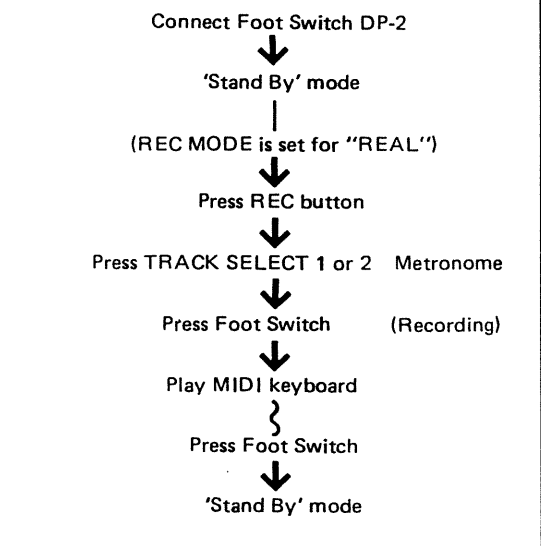 Connect Foot Switch DP-2
'Stand By' mode
(REC MODE is set for "REAL")
Press REC button
Press TRACK SELECT 1 or 2 Metronome
Press Foot Switch (Recording)
Play MIDI keyboard
Press Foot Switch
'Stand By' mode